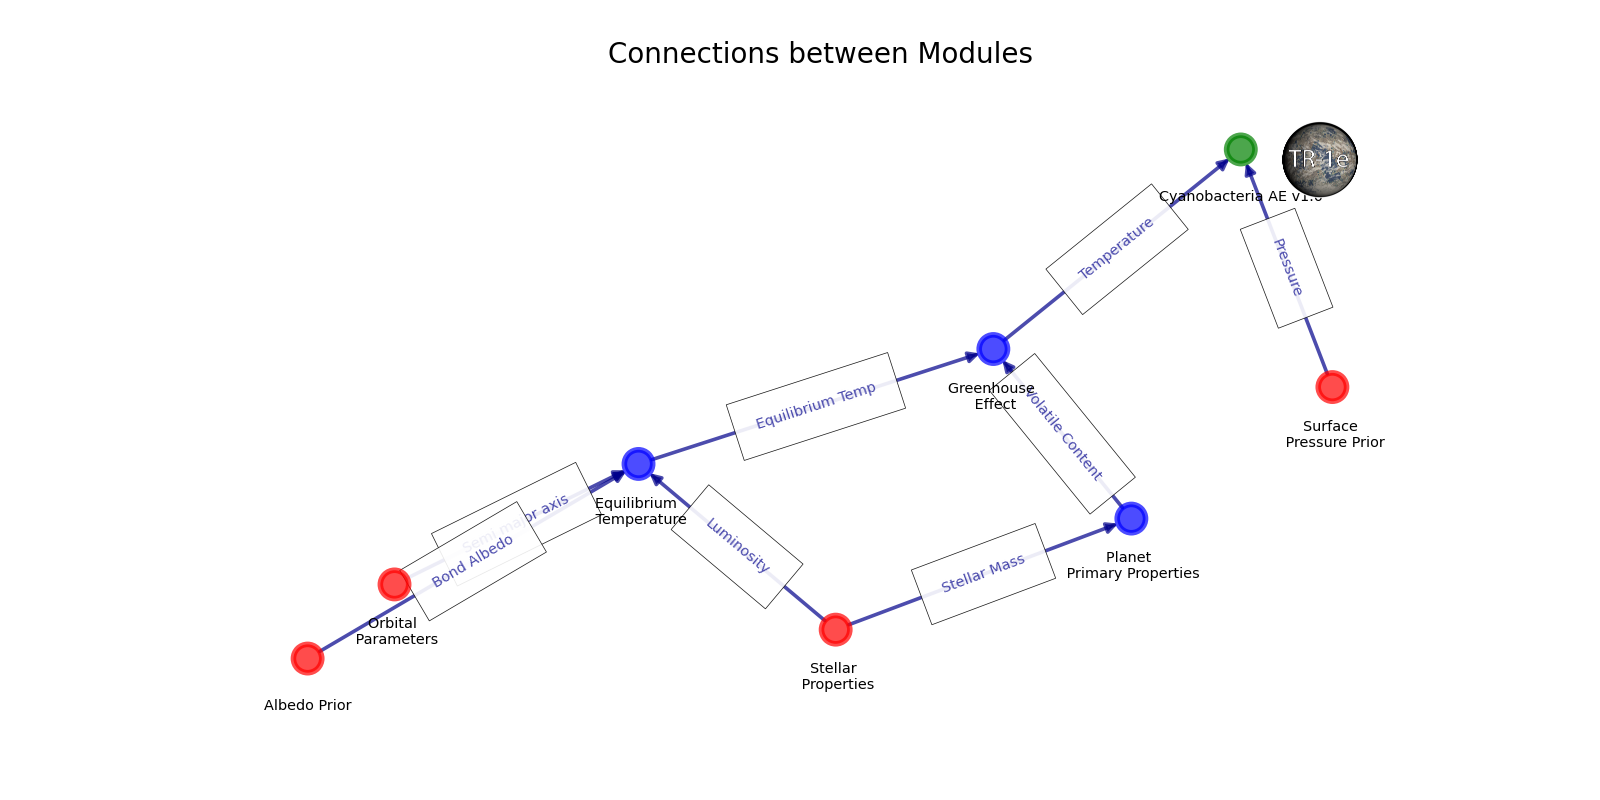 Connections between Modules
TR-1e
Cyanobacteria AE v1.0
Temperature
Pressure
Equilibrium Temp
Greenhouse
Effect
Volatile Content
Surface
Pressure Prior
Semi major axis
Equilibrium
Temperature
Bond Albedo
Luminosity
Stellar Mass
Planet
Primary Properties
Orbital
Parameters
Stellar
Properties
Albedo Prior